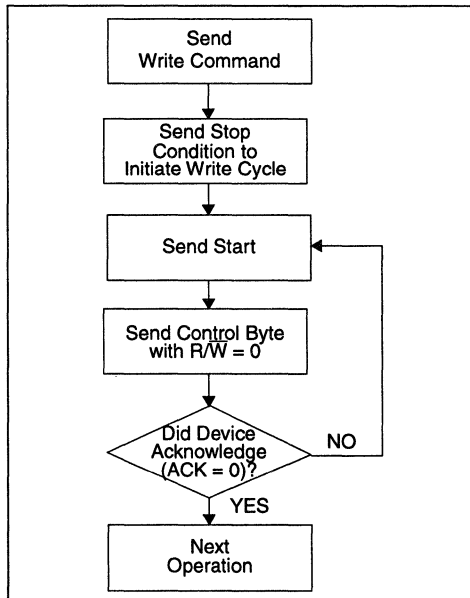 Send
Write Command
Send Stop
Condition to
Initiate Write Cycle
Send Start
Send Control Byte
with R/W̅ = 0
Did Device
Acknowledge
(ACK = 0)?
NO
YES
Next
Operation